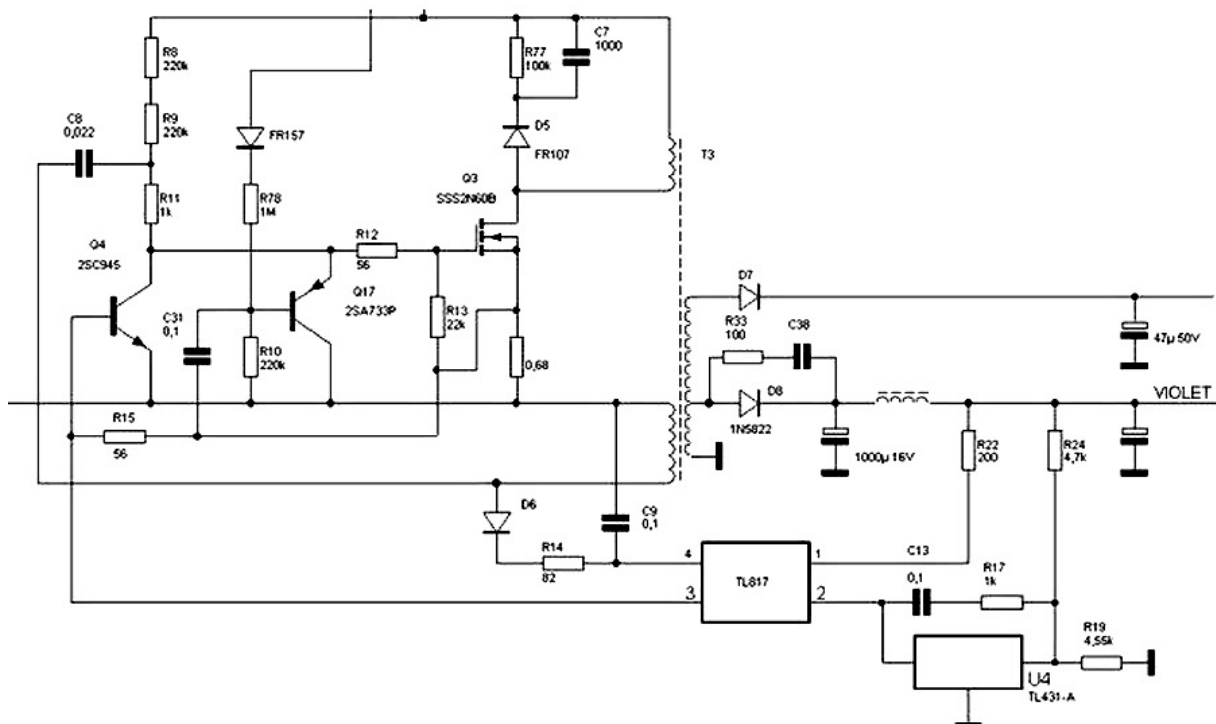 R8
220k
R77
100k
C7
1000
C8
0,022
R9
220k
FR157
D5
FR107
T3
R11
1k
R78
1M
Q3
SSS2N60B
Q4
2SC945
R12
56
Q17
2SA733P
R13
22k
D7
C31
0,1
R10
220k
0,68
R33
100
C38
47µ 50V
D8
1N5822
VIOLET
R15
56
1000µ 16V
R22
200
R24
4,7k
D6
C9
0,1
R14
82
4
1
TL817
3
2
C13
0,1
R17
1k
R19
4,55k
U4
TL431-A